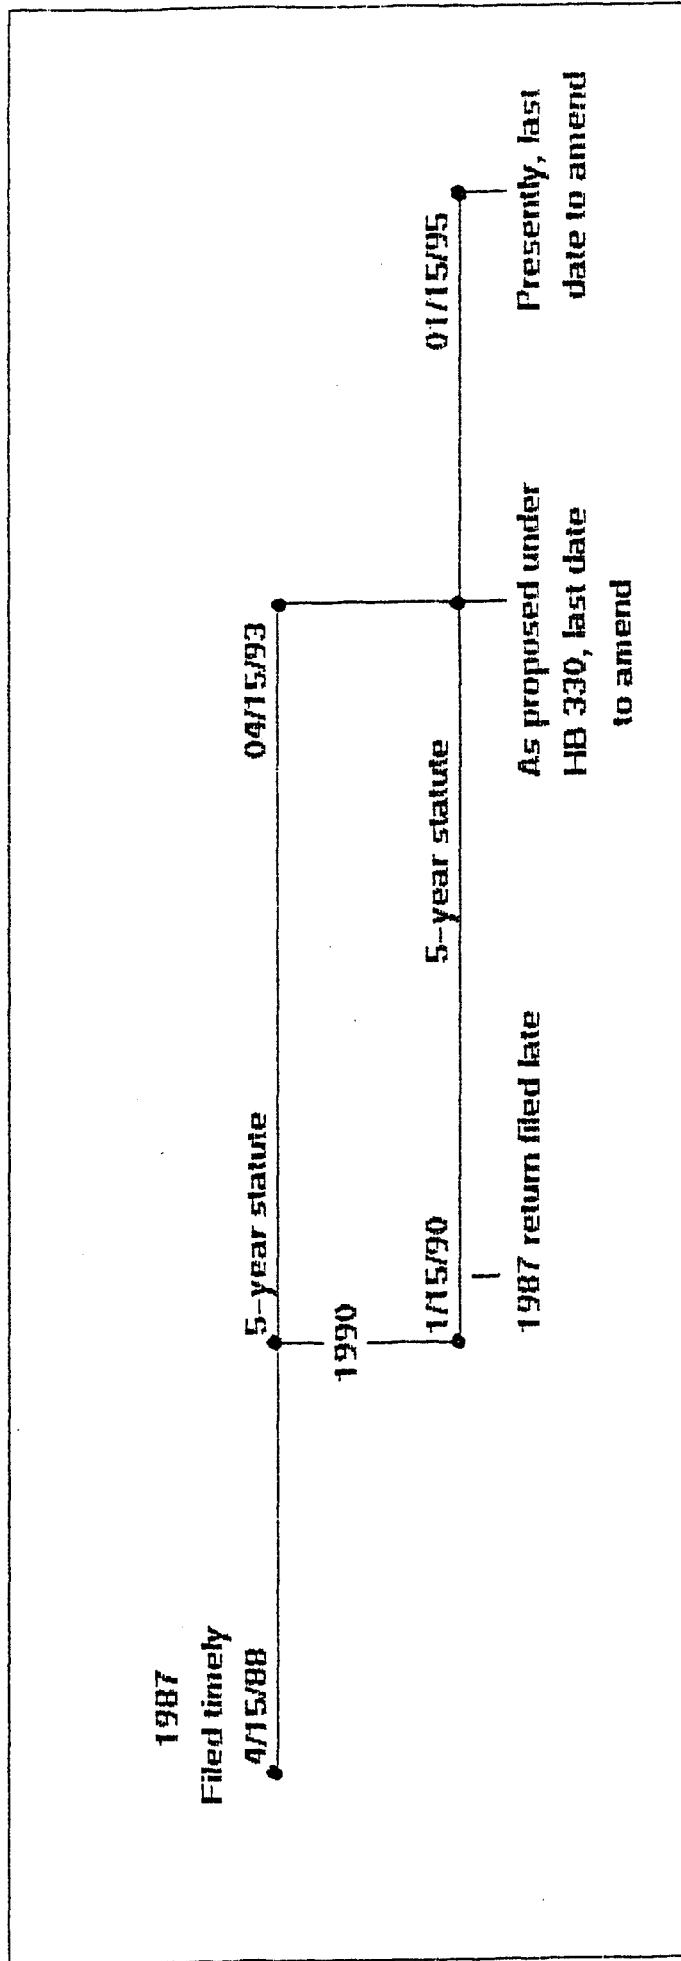 1987
Filed timely
4/15/88
5-year statute
04/15/93
1990
1/15/90
5-year statute
01/15/95
1987 return filed late
As proposed under
HB 330, last date
to amend
Presently, last
date to amend